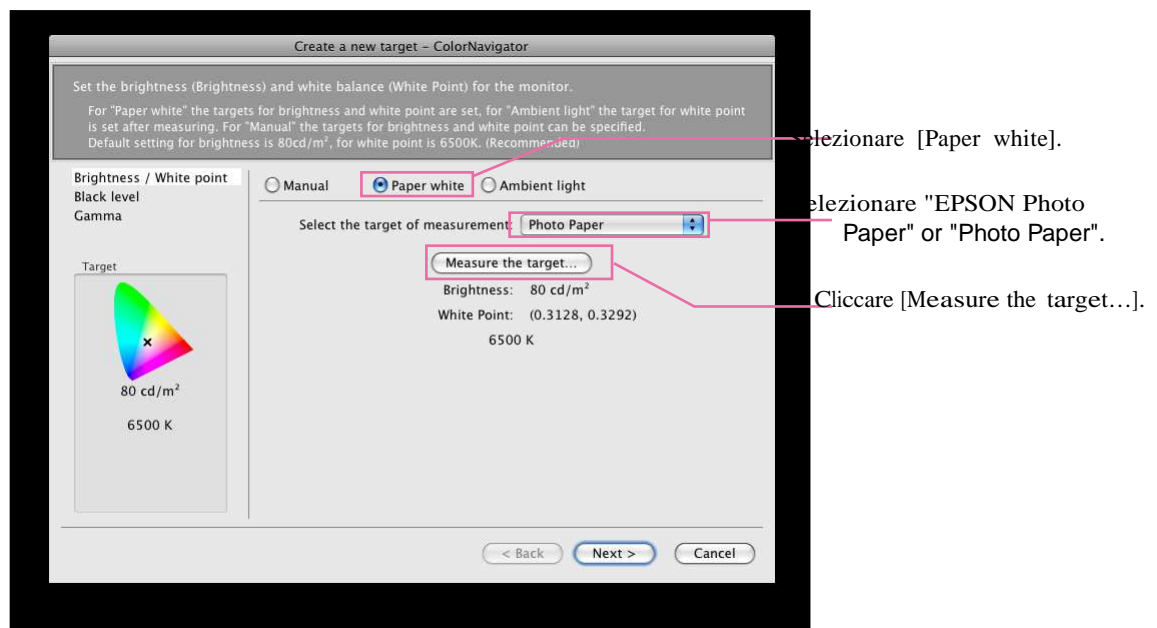 Create a new target – ColorNavigator
Set the brightness (Brightness) and white balance (White Point) for the monitor.
For "Paper white" the targets for brightness and white point are set, for "Ambient light" the target for white point
is set after measuring. For "Manual" the targets for brightness and white point can be specified.
Default setting for brightness is 80cd/m², for white point is 6500K. (Recommended)
elezionare [Paper white].
Brightness / White point
Black level
Gamma
Manual
Paper white
Ambient light
elezionare "EPSON Photo
Paper" or "Photo Paper".
Select the target of measurement: Photo Paper
Measure the target...
Cliccare [Measure the target…].
Brightness: 80 cd/m²
White Point: (0.3128, 0.3292)
6500 K
Target
80 cd/m²
6500 K
< Back
Next >
Cancel